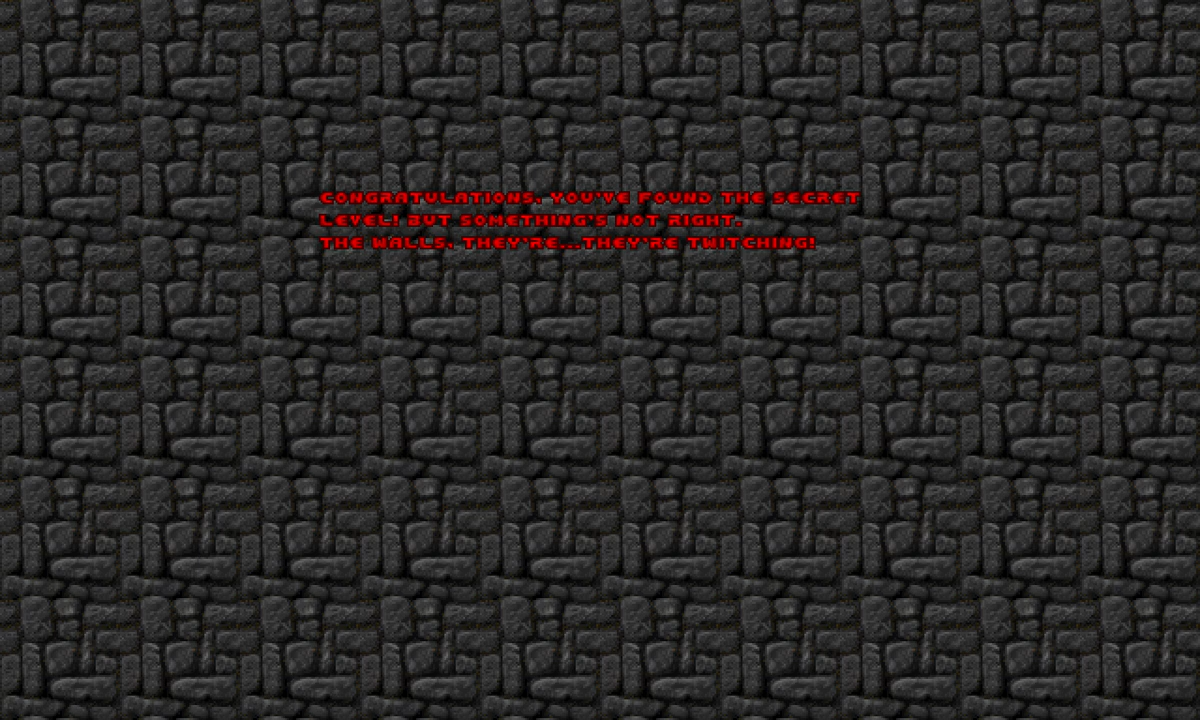 CONGRATULATIONS, YOU'VE FOUND THE SECRET
LEVEL! BUT SOMETHING'S NOT RIGHT.
THE WALLS, THEY'RE...THEY'RE TWITCHING!